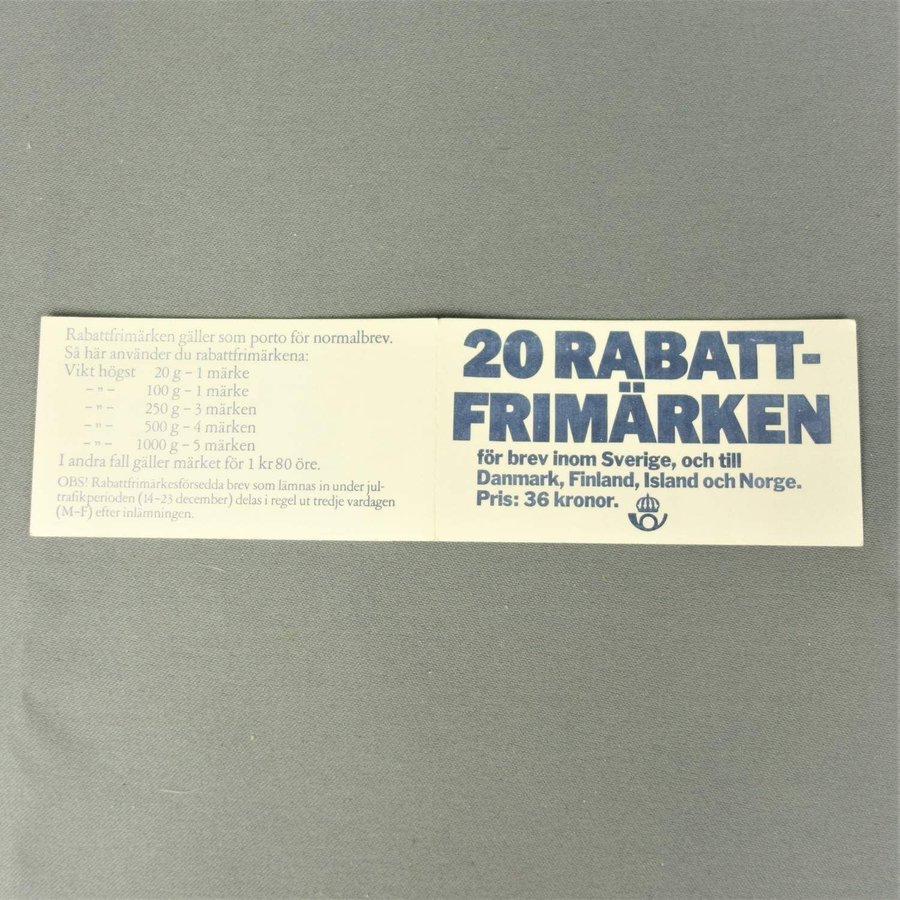 Rabattfrimärken gäller som porto för normalbrev.
Så här använder du rabattfrimärkena:
Vikt högst 20 g – 1 märke
– ” – 100 g – 1 märke
– ” – 250 g – 3 märken
– ” – 500 g – 4 märken
– ” – 1000 g – 5 märken
I andra fall gäller märket för 1 kr 80 öre.
OBS! Rabattfrimärkesförsedda brev som lämnas in under jul-
trafikperioden (14–23 december) delas i regel ut tredje vardagen
(M–F) efter inlämningen.
20 RABATT-
FRIMÄRKEN
för brev inom Sverige, och till
Danmark, Finland, Island och Norge.
Pris: 36 kronor.